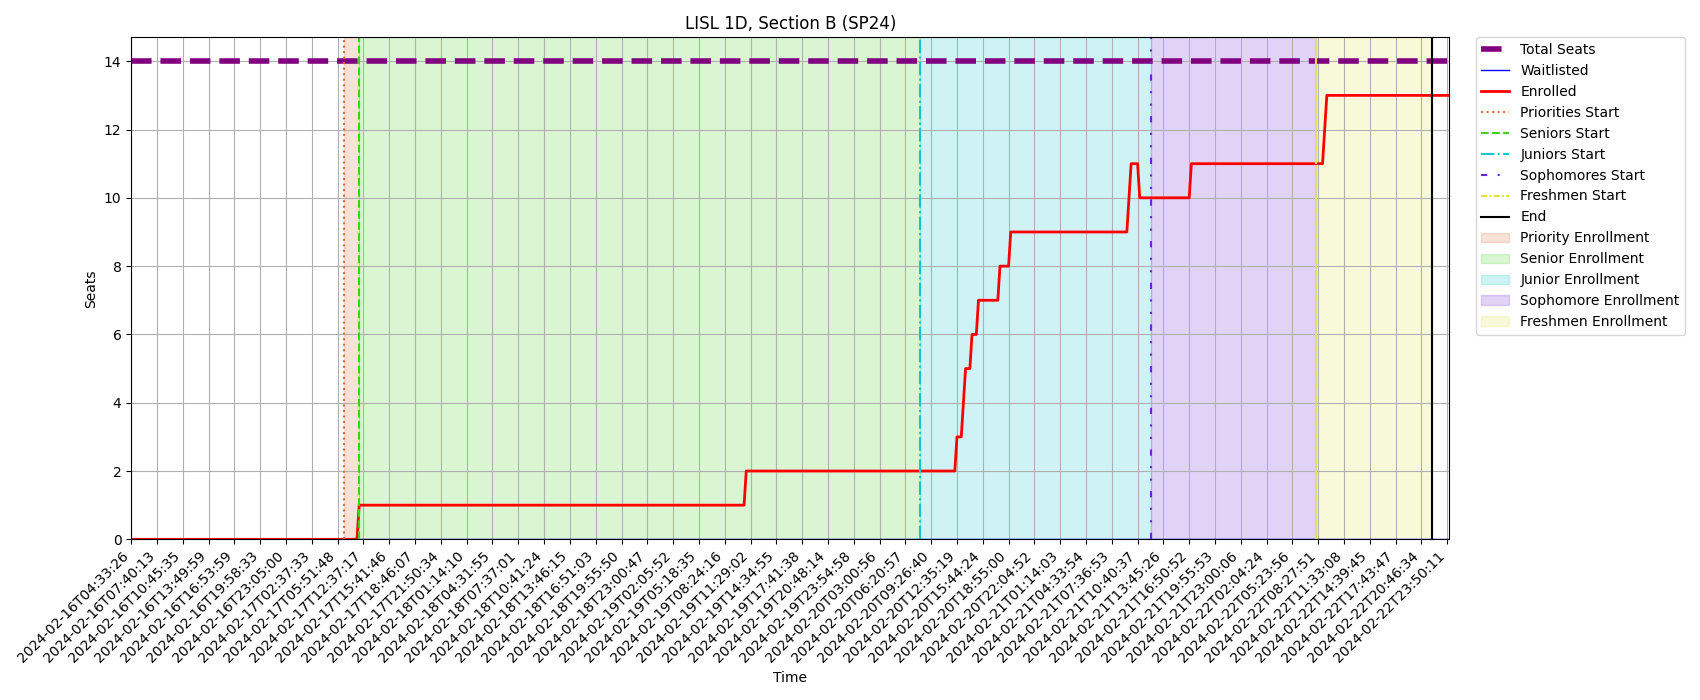 LISL 1D, Section B (SP24)
14
12
10
8
6
4
2
0
Seats
2024-02-16T04:33:26
2024-02-16T07:40:13
2024-02-16T10:45:35
2024-02-16T13:49:59
2024-02-16T16:53:59
2024-02-16T19:58:33
2024-02-16T23:05:00
2024-02-17T02:37:33
2024-02-17T05:51:48
2024-02-17T12:37:17
2024-02-17T15:41:46
2024-02-17T18:46:07
2024-02-17T21:50:34
2024-02-18T01:14:10
2024-02-18T04:31:55
2024-02-18T07:37:01
2024-02-18T10:41:24
2024-02-18T13:46:15
2024-02-18T16:51:03
2024-02-18T19:55:50
2024-02-18T23:00:47
2024-02-19T02:05:52
2024-02-19T05:18:35
2024-02-19T08:24:16
2024-02-19T11:29:02
2024-02-19T14:34:55
2024-02-19T17:41:38
2024-02-19T20:48:14
2024-02-19T23:54:58
2024-02-20T03:00:56
2024-02-20T06:20:57
2024-02-20T09:26:40
2024-02-20T12:35:19
2024-02-20T15:44:24
2024-02-20T18:55:00
2024-02-20T22:04:52
2024-02-21T01:14:03
2024-02-21T04:33:54
2024-02-21T07:36:53
2024-02-21T10:40:37
2024-02-21T13:45:26
2024-02-21T16:50:52
2024-02-21T19:55:53
2024-02-21T23:00:06
2024-02-22T02:04:24
2024-02-22T05:23:56
2024-02-22T08:27:51
2024-02-22T11:33:08
2024-02-22T14:39:45
2024-02-22T17:43:47
2024-02-22T20:46:34
2024-02-22T23:50:11
Time
Total Seats
Waitlisted
Enrolled
Priorities Start
Seniors Start
Juniors Start
Sophomores Start
Freshmen Start
End
Priority Enrollment
Senior Enrollment
Junior Enrollment
Sophomore Enrollment
Freshmen Enrollment